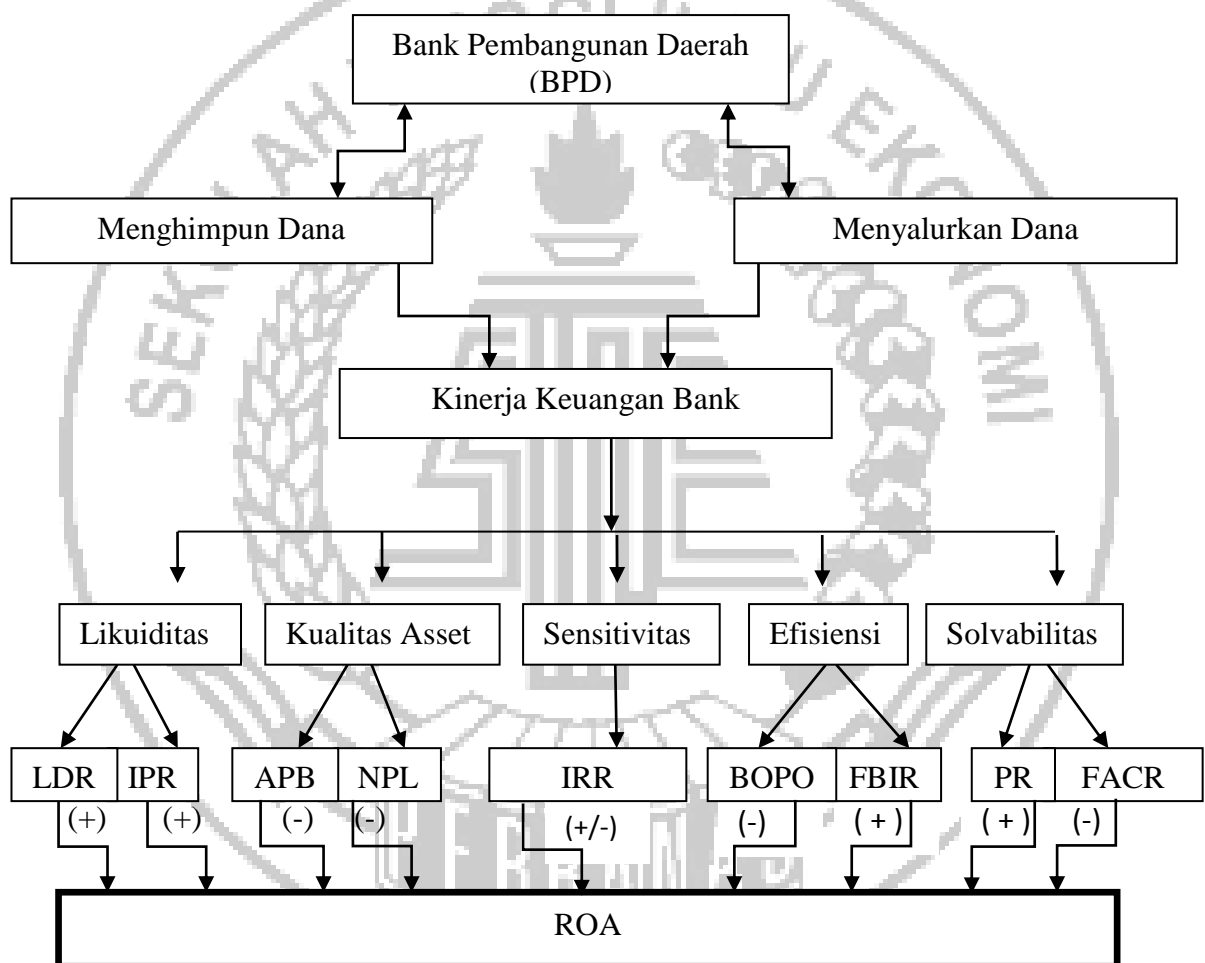 Bank Pembangunan Daerah
(BPD)
Menghimpun Dana
Menyalurkan Dana
Kinerja Keuangan Bank
Likuiditas
Kualitas Asset
Sensitivitas
Efisiensi
Solvabilitas
LDR
IPR
APB
NPL
IRR
BOPO
FBIR
PR
FACR
(+)
(+)
(-)
(-)
(+/-)
(-)
( + )
( + )
(-)
ROA